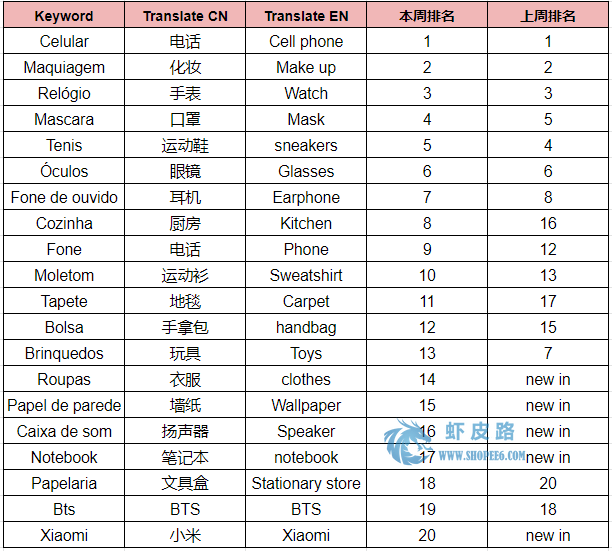 Keyword Translate CN Translate EN 本周排名 上周排名
Celular 电话 Cell phone 1 1
Maquiagem 化妆 Make up 2 2
Relógio 手表 Watch 3 3
Mascara 口罩 Mask 4 5
Tenis 运动鞋 sneakers 5 4
Óculos 眼镜 Glasses 6 6
Fone de ouvido 耳机 Earphone 7 8
Cozinha 厨房 Kitchen 8 16
Fone 电话 Phone 9 12
Moletom 运动衫 Sweatshirt 10 13
Tapete 地毯 Carpet 11 17
Bolsa 手拿包 handbag 12 15
Brinquedos 玩具 Toys 13 7
Roupas 衣服 clothes 14 new in
Papel de parede 墙纸 Wallpaper 15 new in
Caixa de som 扬声器 Speaker 16 new in
虾皮路
Notebook 笔记本 notebook 17 new in
WWW.SHOPEE6.COM
Papelaria 文具盒 Stationary store 18 20
Bts BTS BTS 19 18
Xiaomi 小米 Xiaomi 20 new in